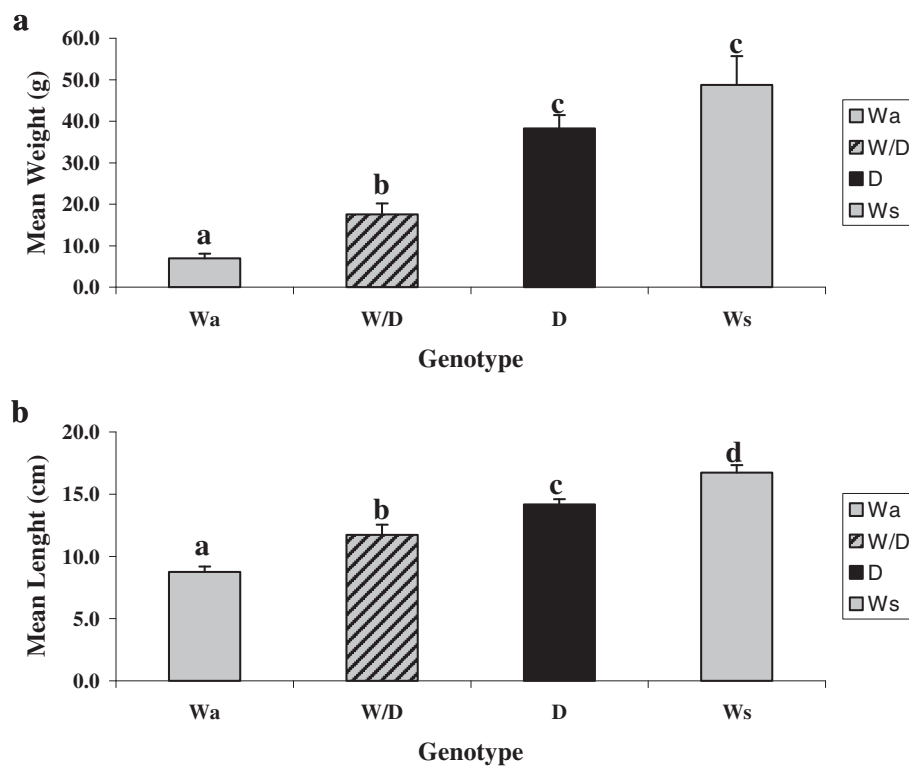 a
60.0
50.0
40.0
30.0
20.0
10.0
0.0
Mean Weight (g)
a
b
c
c
Wa W/D D Ws
Genotype
Wa
W/D
D
Ws
b
20.0
15.0
10.0
5.0
0.0
Mean Lenght (cm)
a
b
c
d
Wa W/D D Ws
Genotype
Wa
W/D
D
Ws